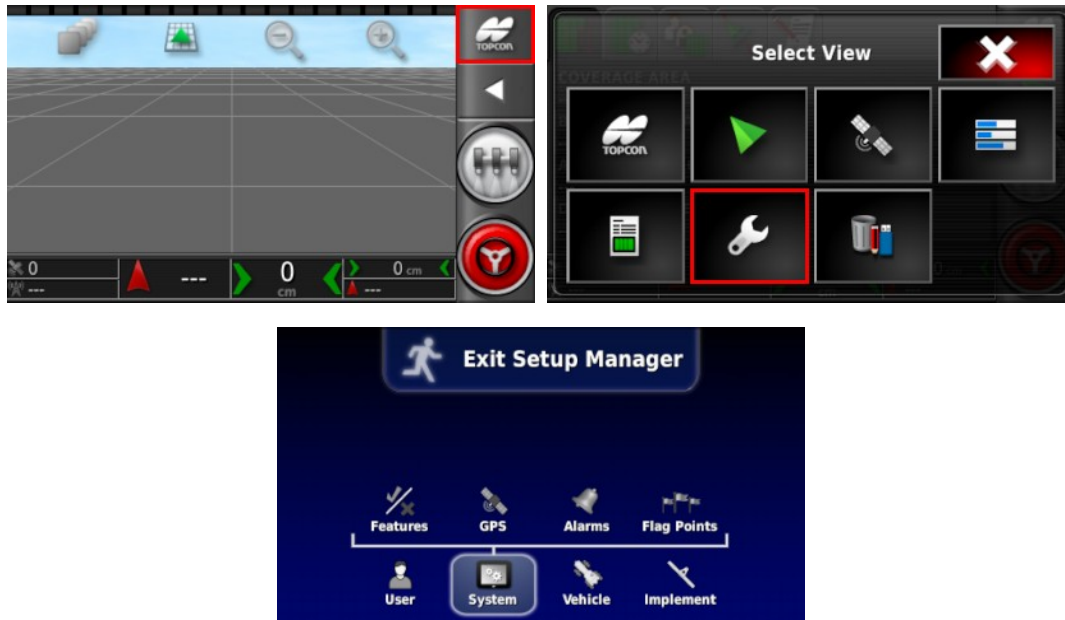 TOPCON
0
---
---
0
cm
0 cm
---
Select View
COVERAGE AREA
TOPCON
Exit Setup Manager
Features GPS Alarms Flag Points
User System Vehicle Implement